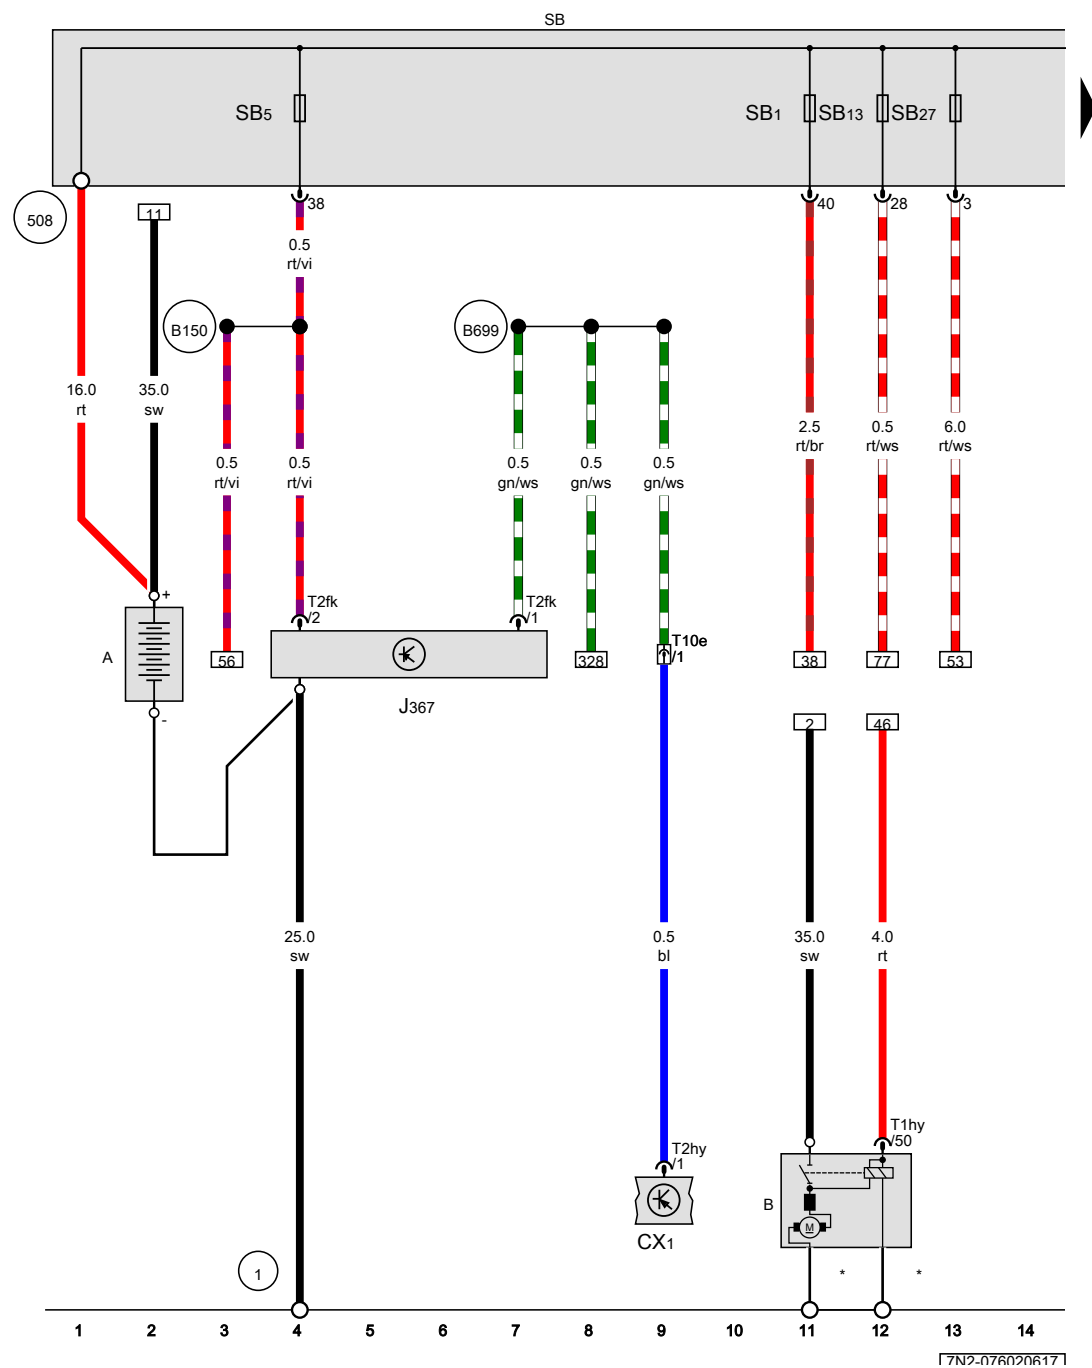 SB
SB5
SB1
SB13
SB27
508
11
38
40
28
3
0.5
rt/vi
B150
B699
16.0
rt
35.0
sw
2.5
rt/br
0.5
rt/ws
6.0
rt/ws
0.5
rt/vi
0.5
rt/vi
0.5
gn/ws
0.5
gn/ws
0.5
gn/ws
+
T2fk
/2
T2fk
/1
A
56
328
T10e
/1
38
77
53
J367
-
2
46
25.0
sw
0.5
bl
35.0
sw
4.0
rt
T1hy
/50
T2hy
/1
B
M
CX1
1
*
*
1 2 3 4 5 6 7 8 9 10 11 12 13 14
7N2-076020617